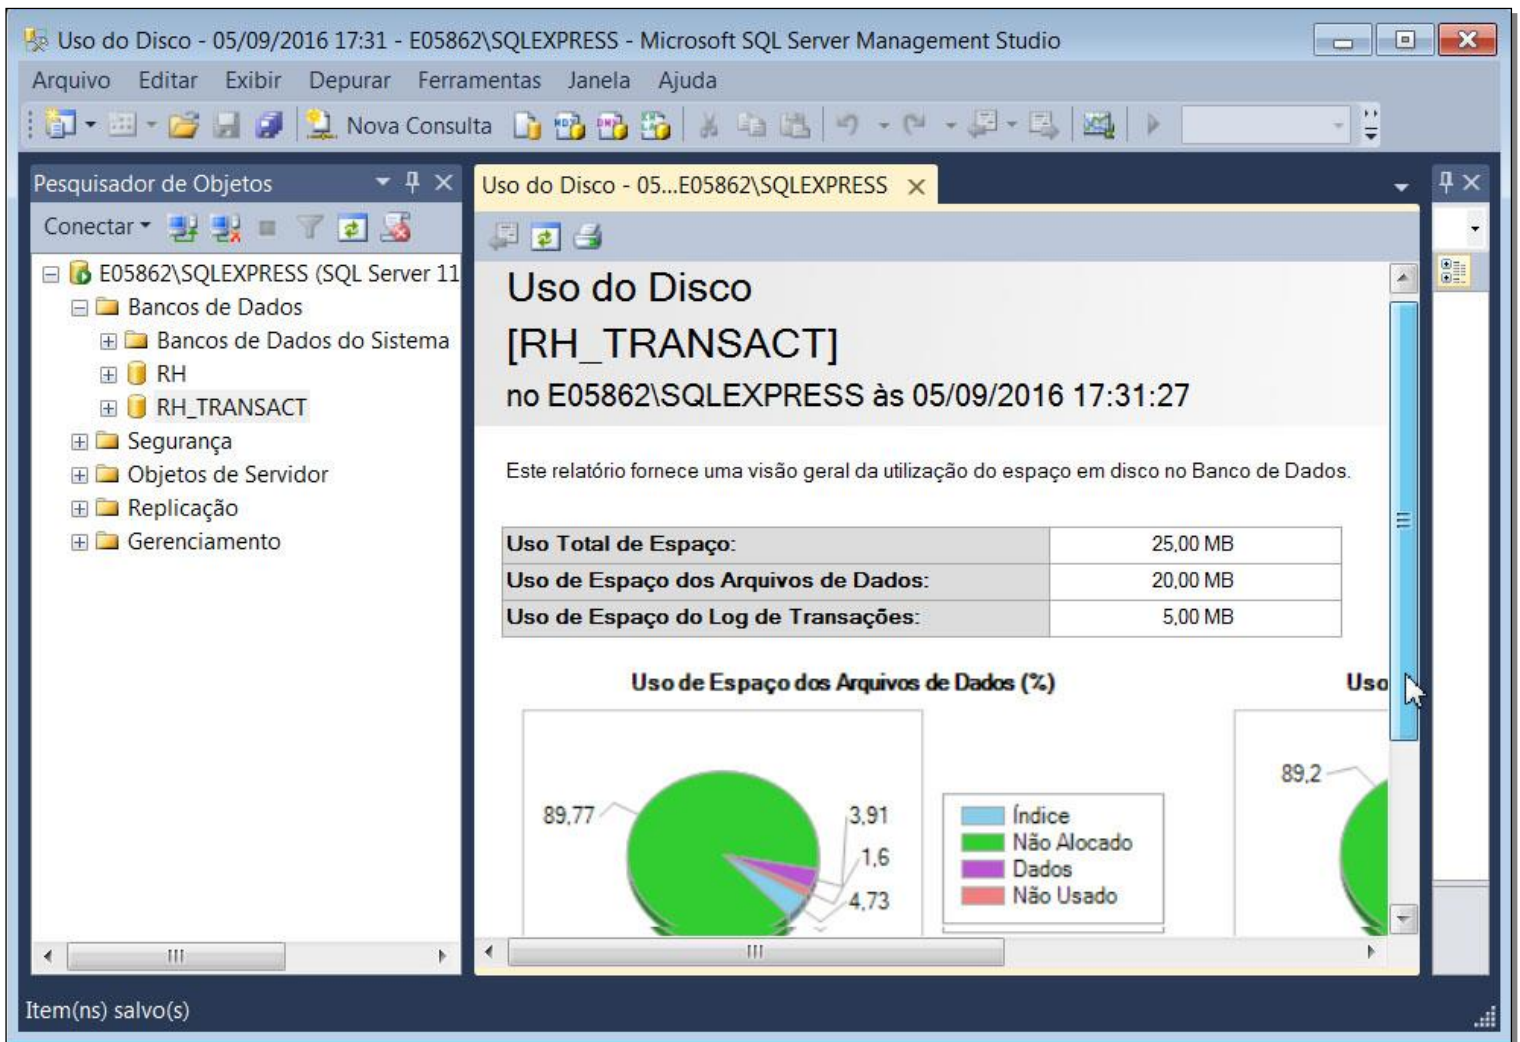 Uso do Disco - 05/09/2016 17:31 - E05862\SQLEXPRESS - Microsoft SQL Server Management Studio
Arquivo Editar Exibir Depurar Ferramentas Janela Ajuda
Nova Consulta
Pesquisador de Objetos
Conectar
E05862\SQLEXPRESS (SQL Server 11
Bancos de Dados
Bancos de Dados do Sistema
RH
RH_TRANSACT
Segurança
Objetos de Servidor
Replicação
Gerenciamento
Uso do Disco - 05...E05862\SQLEXPRESS
Uso do Disco
[RH_TRANSACT]
no E05862\SQLEXPRESS às 05/09/2016 17:31:27
Este relatório fornece uma visão geral da utilização do espaço em disco no Banco de Dados.
Uso Total de Espaço: 25,00 MB
Uso de Espaço dos Arquivos de Dados: 20,00 MB
Uso de Espaço do Log de Transações: 5,00 MB
Uso de Espaço dos Arquivos de Dados (%)
89,77
3,91
1,6
4,73
Índice
Não Alocado
Dados
Não Usado
Uso
89,2
Item(ns) salvo(s)